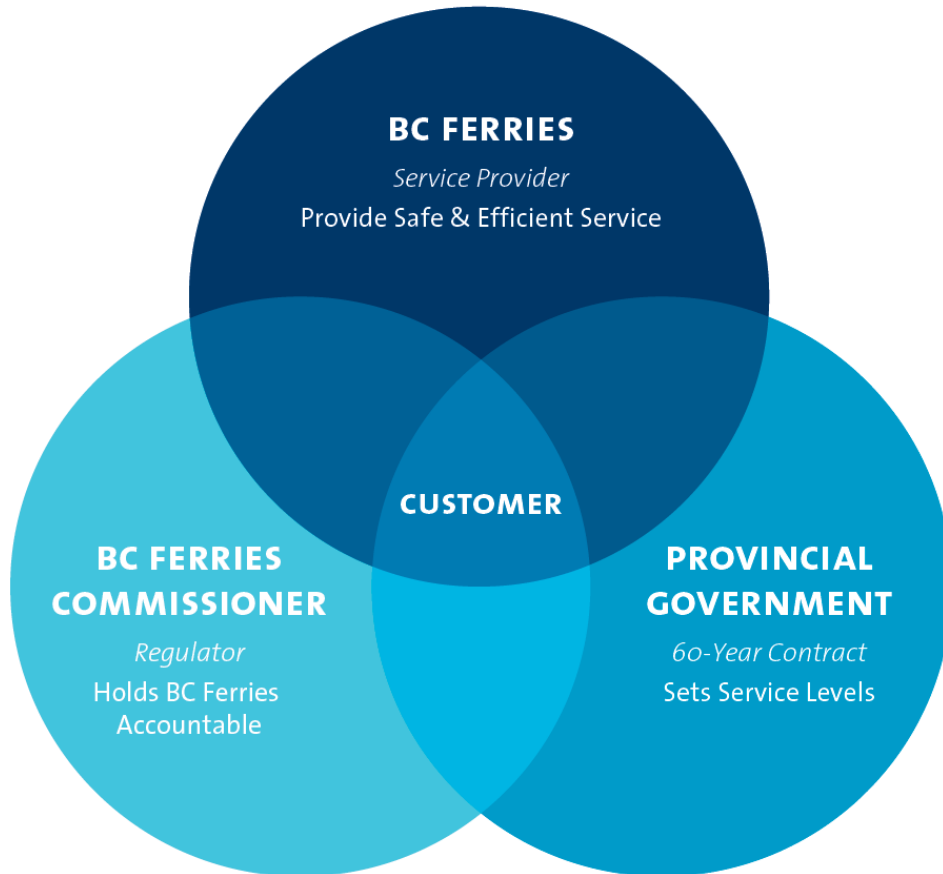 BC FERRIES
Service Provider
Provide Safe & Efficient Service
CUSTOMER
BC FERRIES
COMMISSIONER
Regulator
Holds BC Ferries
Accountable
PROVINCIAL
GOVERNMENT
60-Year Contract
Sets Service Levels